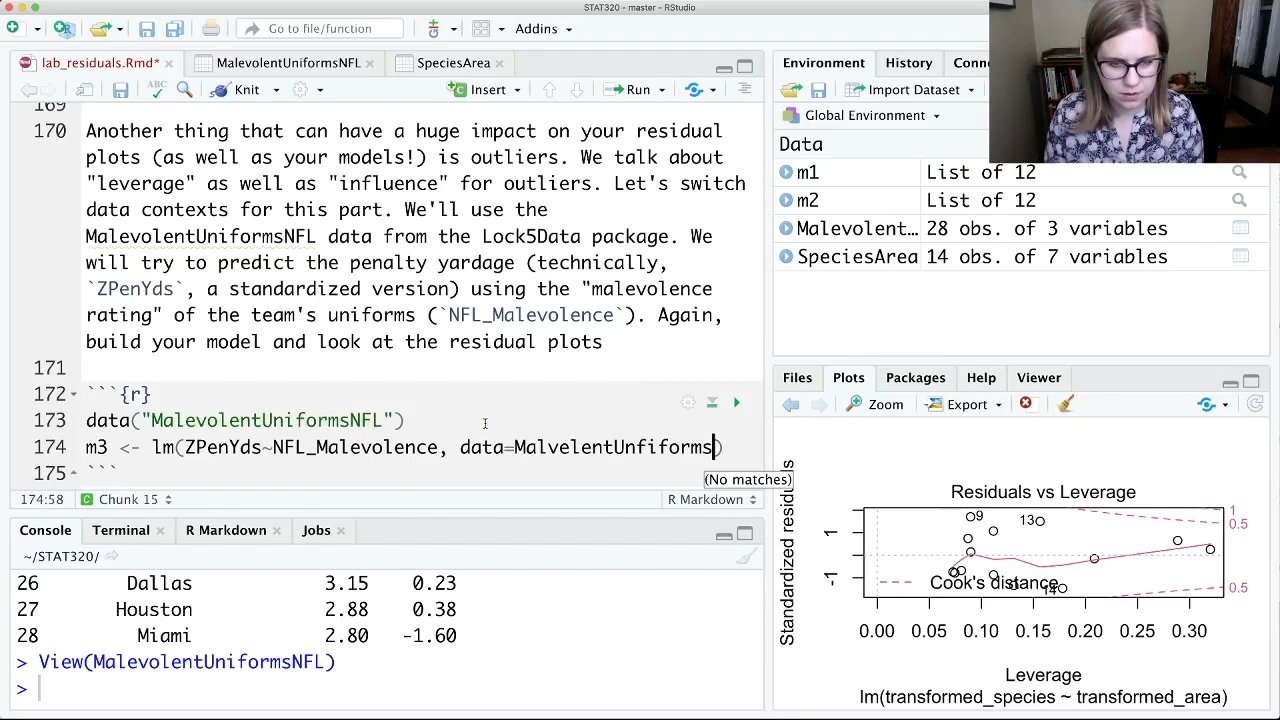 STAT320 - master - RStudio
Go to file/function
Addins
lab_residuals.Rmd*
MalevolentUniformsNFL
SpeciesArea
ABC
Knit
Insert
Run
169
170 Another thing that can have a huge impact on your residual
plots (as well as your models!) is outliers. We talk about
"leverage" as well as "influence" for outliers. Let's switch
data contexts for this part. We'll use the
MalevolentUniformsNFL data from the Lock5Data package. We
will try to predict the penalty yardage (technically,
`ZPenYds`, a standardized version) using the "malevolence
rating" of the team's uniforms (`NFL_Malevolence`). Again,
build your model and look at the residual plots
171
172 ```{r}
173 data("MalevolentUniformsNFL")
174 m3 <- lm(ZPenYds~NFL_Malevolence, data=MalvelentUnfiforms)
175 ```
(No matches)
174:58 Chunk 15 R Markdown
Console Terminal R Markdown Jobs
~/STAT320/
26 Dallas 3.15 0.23
27 Houston 2.88 0.38
28 Miami 2.80 -1.60
> View(MalevolentUniformsNFL)
>
Environment History Conne
Import Dataset
Global Environment
Data
m1 List of 12
m2 List of 12
Malevolent… 28 obs. of 3 variables
SpeciesArea 14 obs. of 7 variables
Files Plots Packages Help Viewer
Zoom Export
Residuals vs Leverage
Standardized residuals
1
-1
9
13
14
1
0.5
0.5
Cook's distance
0.00 0.05 0.10 0.15 0.20 0.25 0.30
Leverage
lm(transformed_species ~ transformed_area)